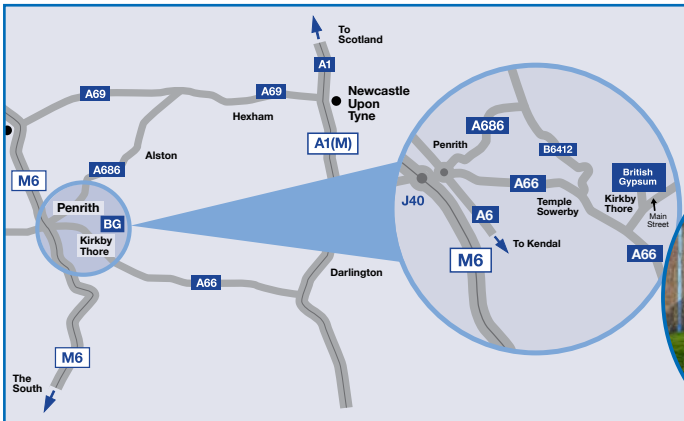 To
Scotland
A1
A69
A69
Newcastle
Upon
Tyne
Hexham
A1(M)
Alston
A686
M6
Penrith
BG
Kirkby
Thore
A66
Darlington
M6
The
South
A686
Penrith
B6412
J40
A66
British
Gypsum
Kirkby
Thore
Temple
Sowerby
Main
Street
A6
To Kendal
A66
M6